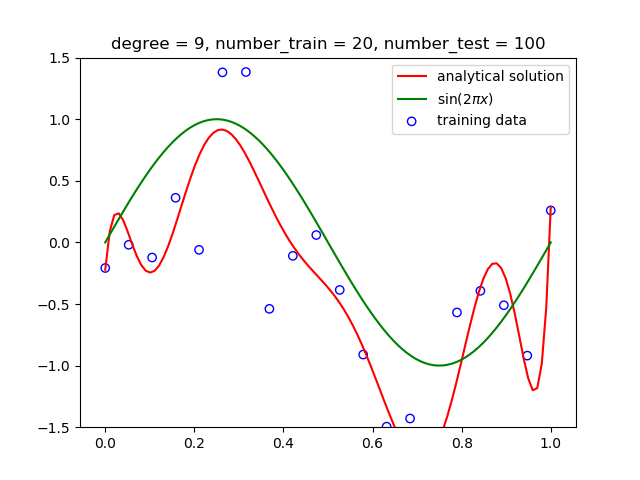 degree = 9, number_train = 20, number_test = 100
1.5
1.0
0.5
0.0
−0.5
−1.0
−1.5
analytical solution
sin(2πx)
training data
0.0 0.2 0.4 0.6 0.8 1.0